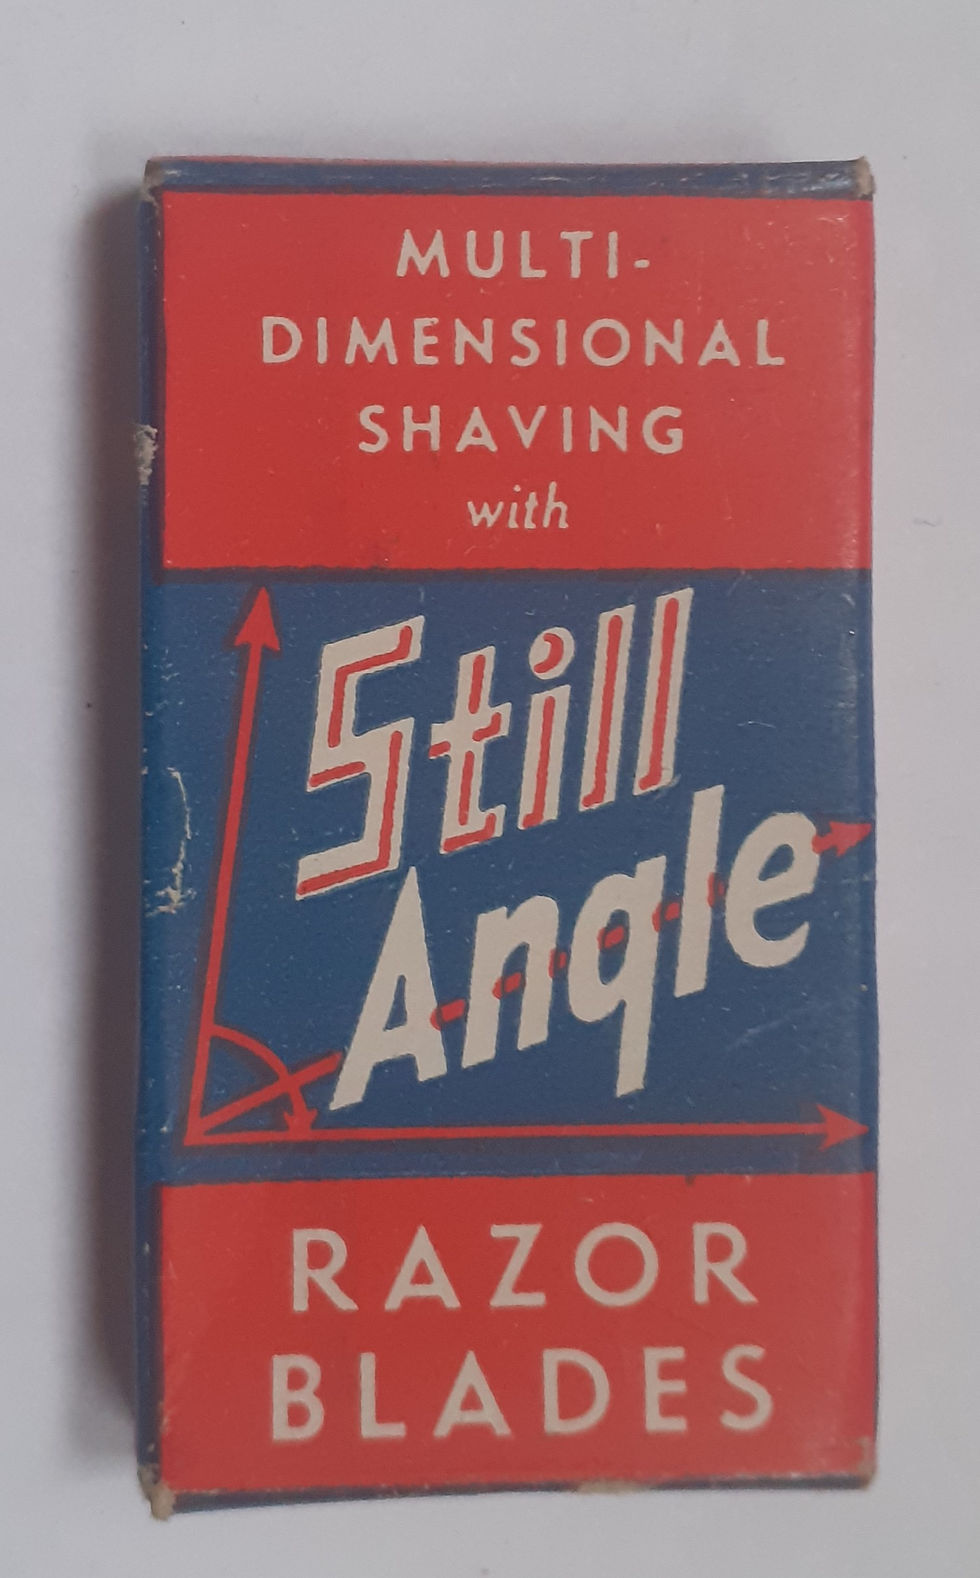 MULTI-
DIMENSIONAL
SHAVING
with
Still
Angle
RAZOR
BLADES